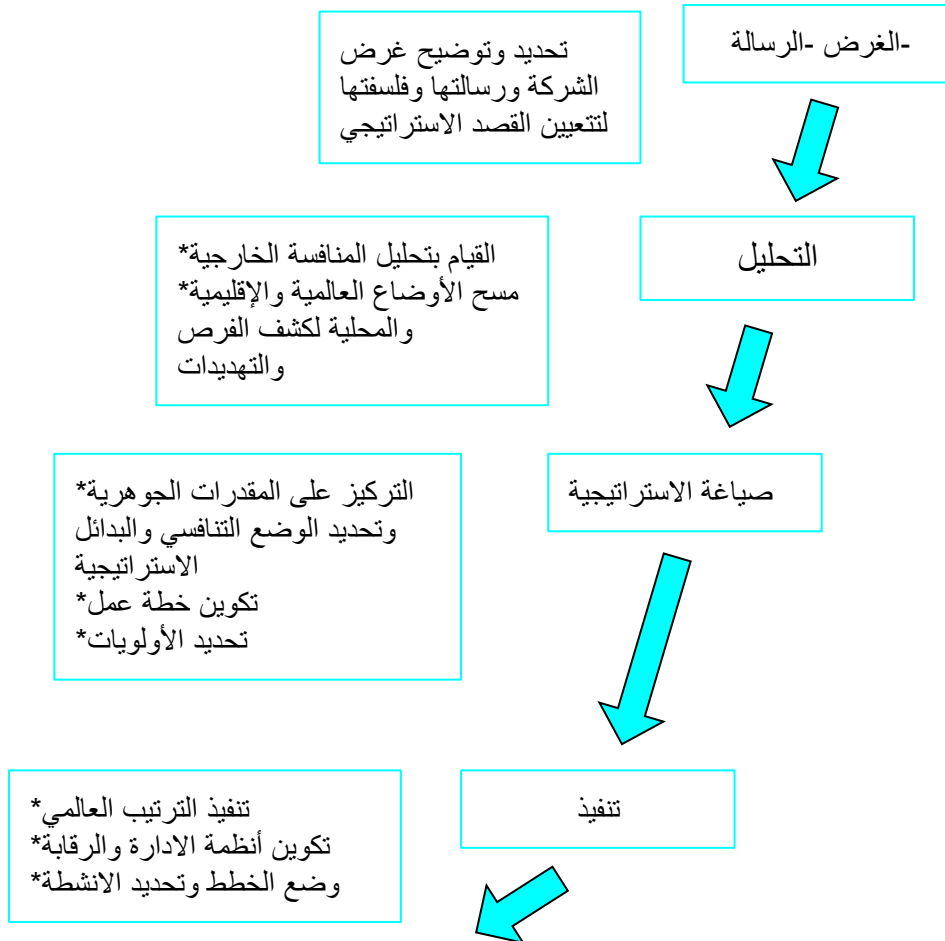 -الغرض -الرسالة
تحديد وتوضيح غرض
الشركة ورسالتها وفلسفتها
لتتعيين القصد الاستراتيجي
التحليل
القيام بتحليل المنافسة الخارجية*
مسح الأوضاع العالمية والإقليمية*
والمحلية لكشف الفرص
والتهديدات
صياغة الاستراتيجية
التركيز على المقدرات الجوهرية*
وتحديد الوضع التنافسي والبدائل
الاستراتيجية
تكوين خطة عمل*
تحديد الأولويات*
تنفيذ
تنفيذ الترتيب العالمي*
تكوين أنظمة الادارة والرقابة*
وضع الخطط وتحديد الانشطة*